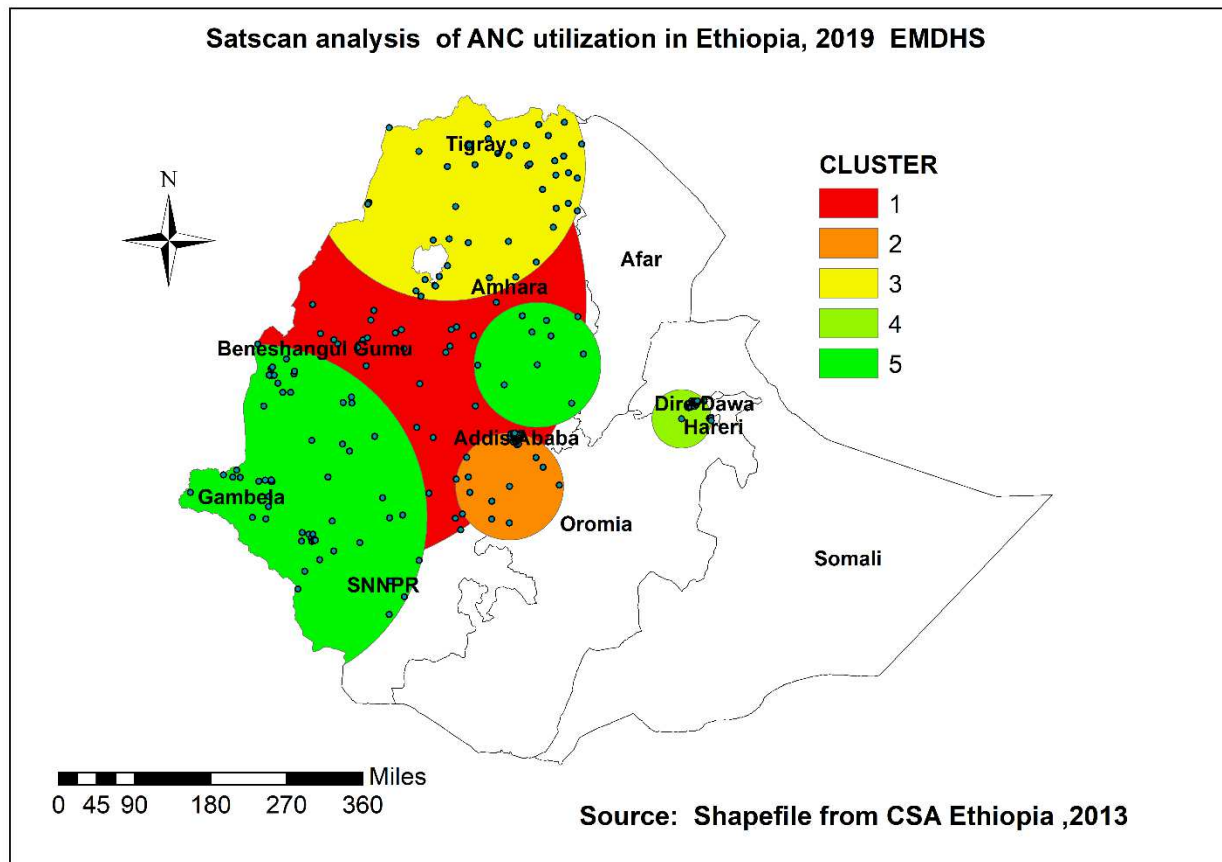 Satscan analysis of ANC utilization in Ethiopia, 2019 EMDHS
Tigray
N
CLUSTER
1
2
3
4
5
Afar
Amhara
Beneshangul Gumu
Dire Dawa
Hareri
Addis Ababa
Gambela
Oromia
Somali
SNNPR
Miles
0 45 90 180 270 360
Source: Shapefile from CSA Ethiopia ,2013